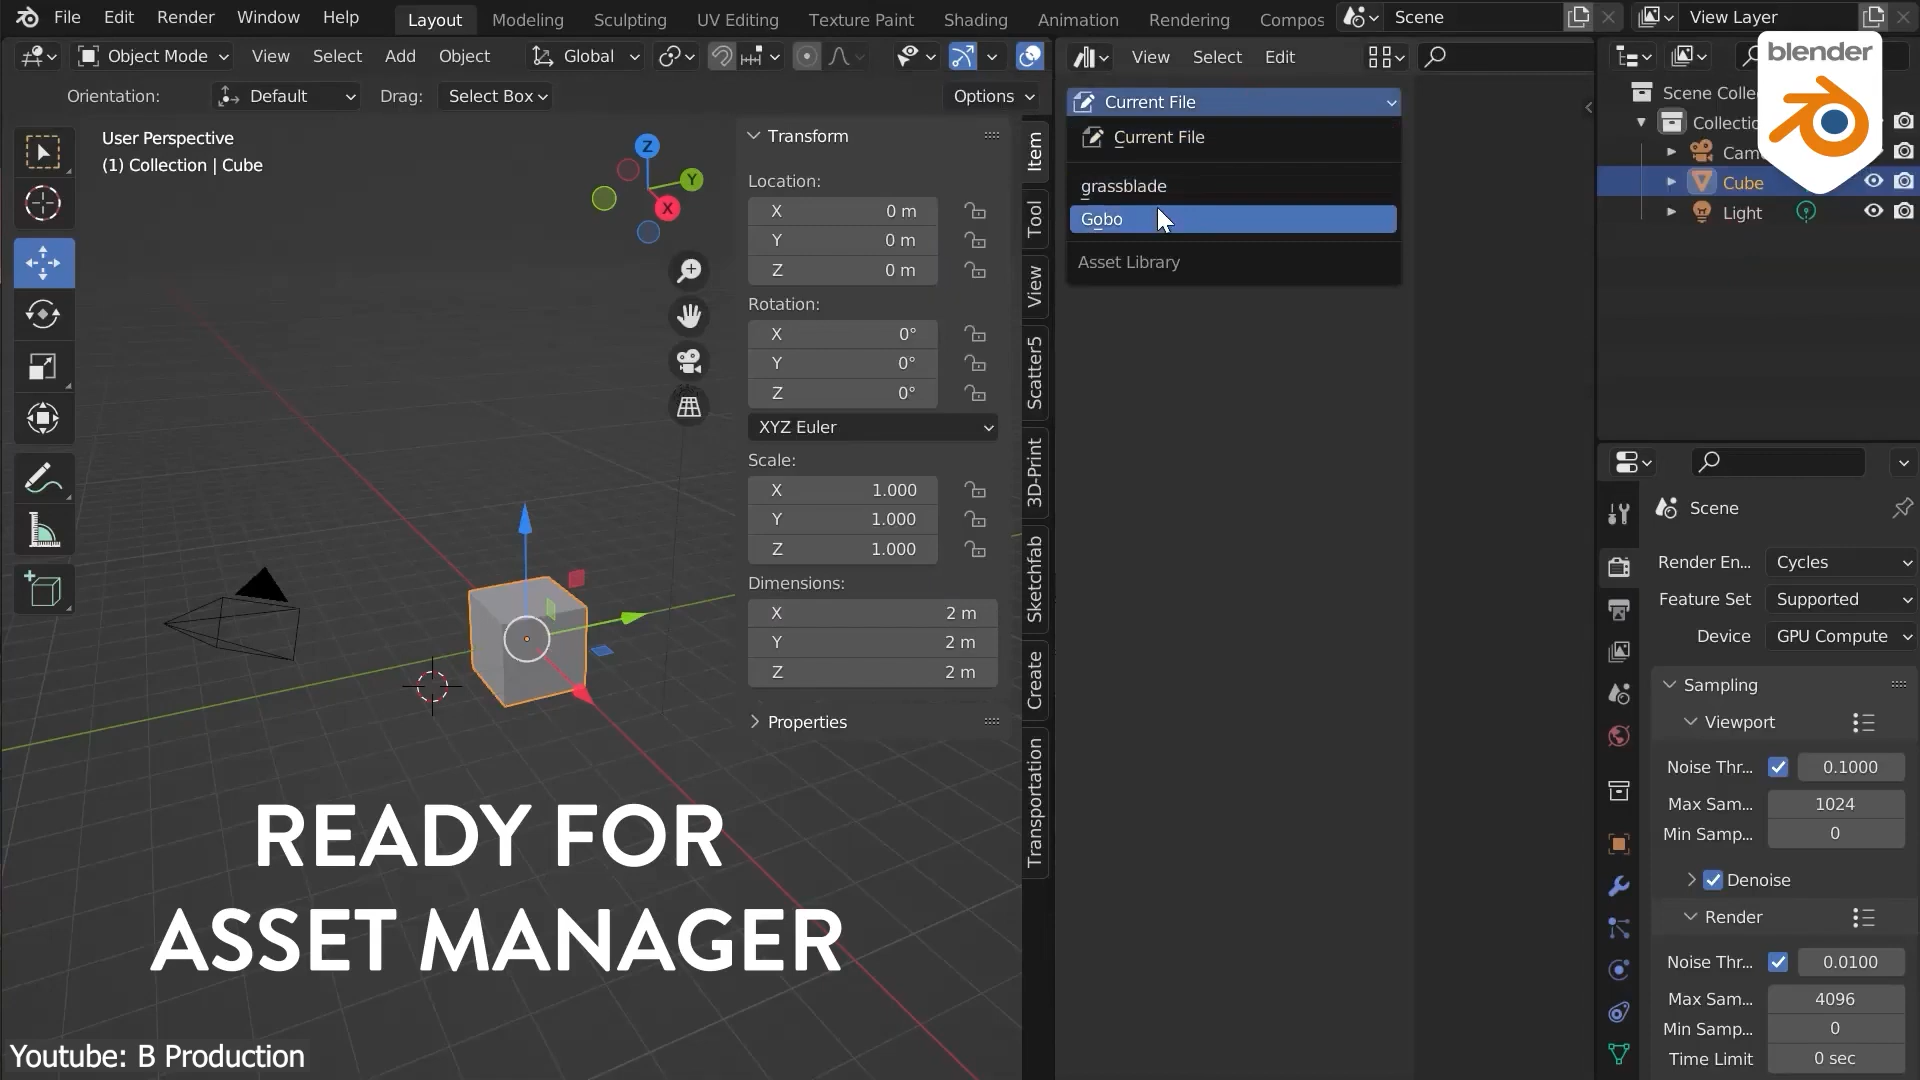 File Edit Render Window Help
Layout Modeling Sculpting UV Editing Texture Paint Shading Animation Rendering Compos
Scene
View Layer
Object Mode View Select Add Object Global
View Select Edit
Orientation: Default Drag: Select Box Options
blender
User Perspective
(1) Collection | Cube
Z
Y
X
Transform
Location:
X 0 m
Y 0 m
Z 0 m
Rotation:
X 0°
Y 0°
Z 0°
XYZ Euler
Scale:
X 1.000
Y 1.000
Z 1.000
Dimensions:
X 2 m
Y 2 m
Z 2 m
Properties
Item
Tool
View
Scatter5
3D-Print
Sketchfab
Create
Transportation
Current File
Current File
grassblade
Gobo
Asset Library
Scene Colle
Collectio
Cam
Cube
Light
Scene
Render En... Cycles
Feature Set Supported
Device GPU Compute
Sampling
Viewport
Noise Thr... 0.1000
Max Sam... 1024
Min Samp... 0
Denoise
Render
Noise Thr... 0.0100
Max Sam... 4096
Min Samp... 0
Time Limit 0 sec
READY FOR
ASSET MANAGER
Youtube: B Production